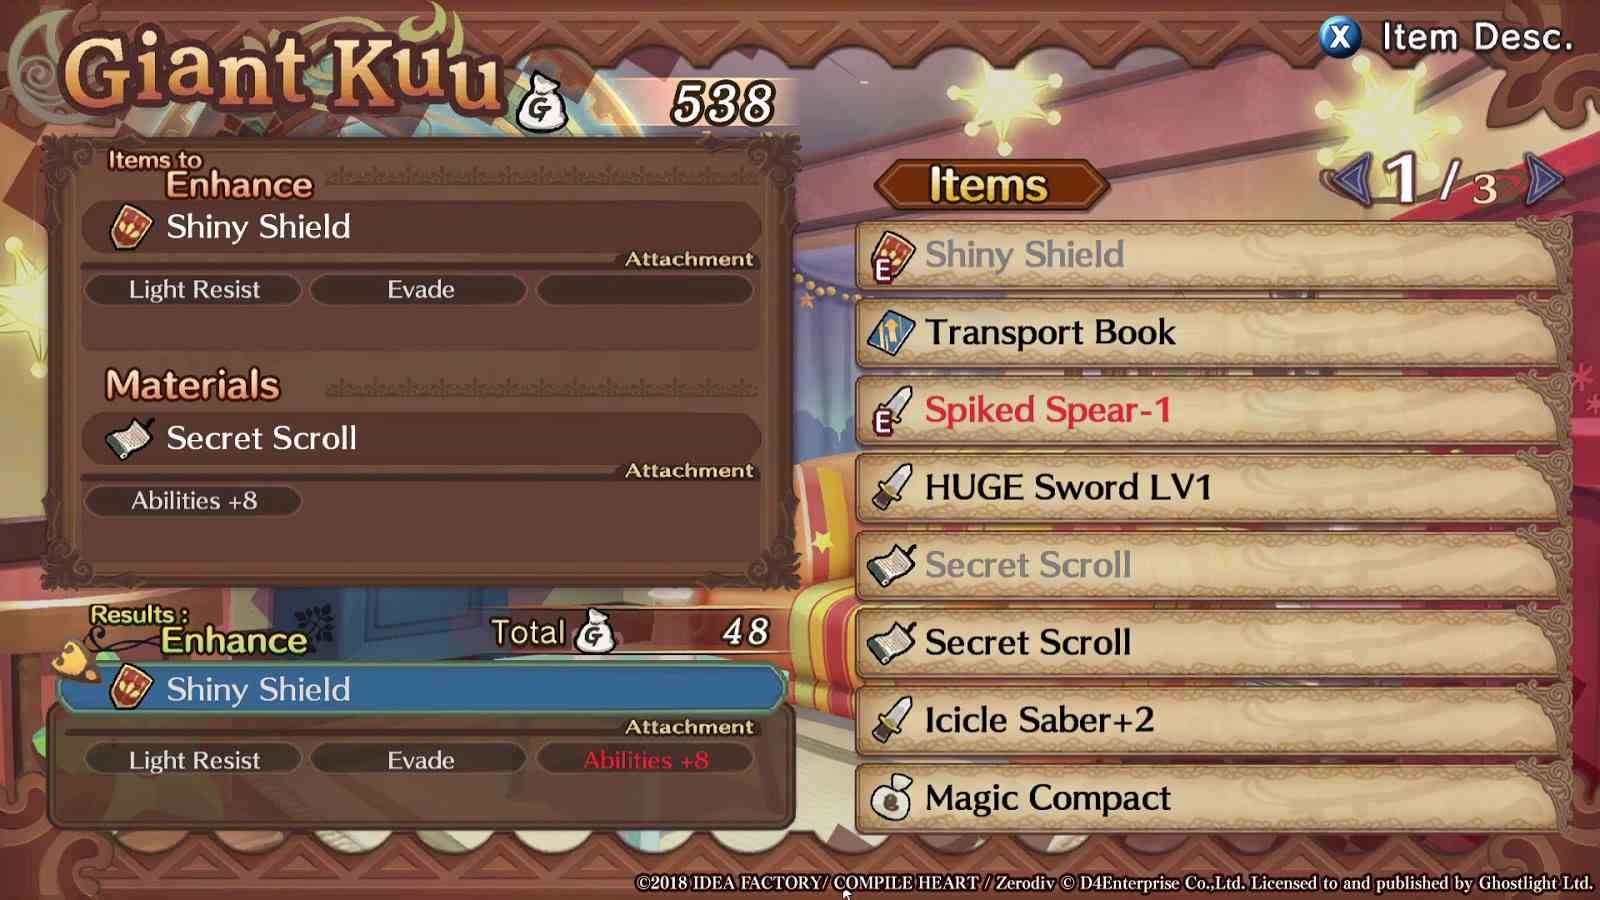 Giant Kuu
G 538
X Item Desc.
Items to
Enhance
Shiny Shield
Attachment
Light Resist Evade
Materials
Secret Scroll
Attachment
Abilities +8
Results :
Enhance
Total G 48
Shiny Shield
Attachment
Light Resist Evade Abilities +8
Items
1 / 3
E Shiny Shield
Transport Book
E Spiked Spear-1
HUGE Sword LV1
Secret Scroll
Secret Scroll
Icicle Saber+2
Magic Compact
©2018 IDEA FACTORY/ COMPILE HEART / Zerodiv © D4Enterprise Co.,Ltd. Licensed to and published by Ghostlight Ltd.